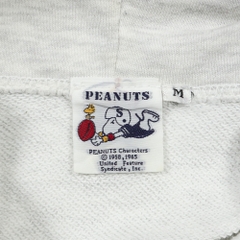 PEANUTS
S
M
PEANUTS Characters
© 1958, 1965
United Feature
Syndicate, Inc.